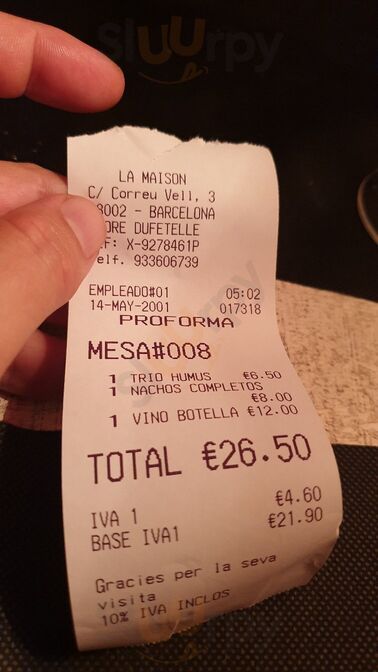 Slurpy
LA MAISON
C/ Correu Vell, 3
8002 - BARCELONA
DUFETELLE
F: X-9278461P
elf. 933606739
EMPLEADO#01 05:02
14-MAY-2001 017318
PROFORMA
MESA#008
1 TRIO HUMUS €6.50
1 NACHOS COMPLETOS
€8.00
1 VINO BOTELLA €12.00
TOTAL €26.50
IVA 1 €4.60
BASE IVA1 €21.90
Gracies per la seva
visita
10% IVA INCLOS